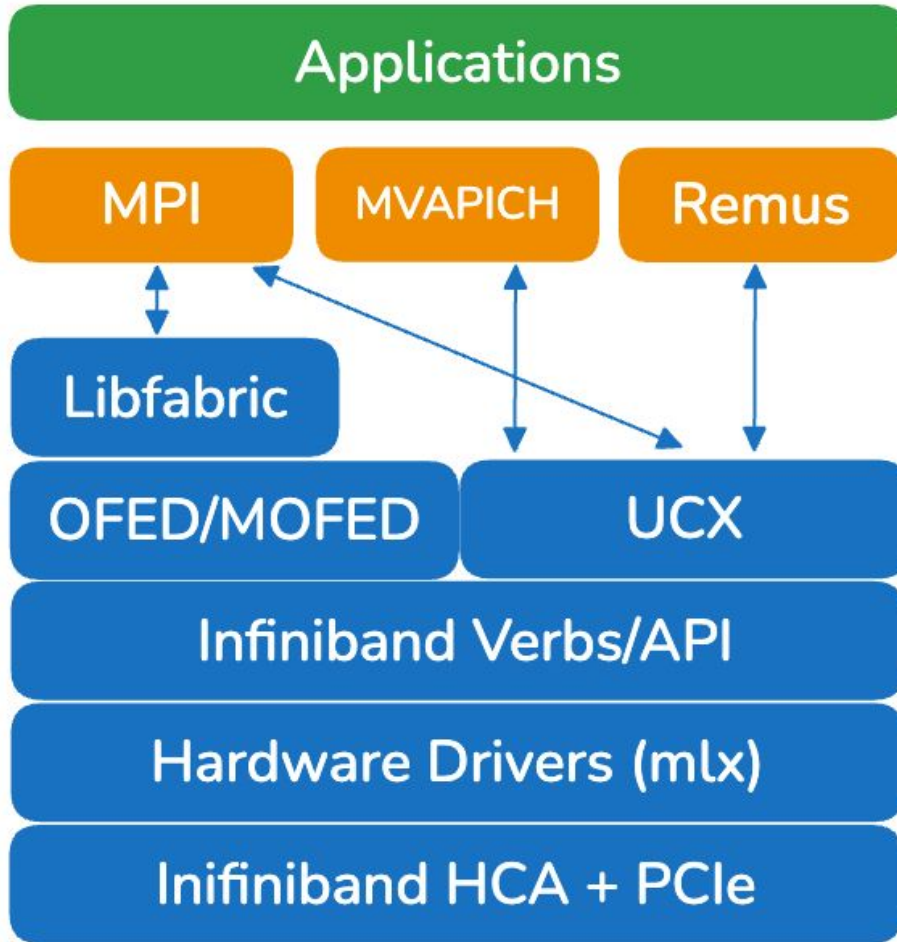 Applications
MPI
MVAPICH
Remus
Libfabric
OFED/MOFED
UCX
Infiniband Verbs/API
Hardware Drivers (mlx)
Inifiniband HCA + PCIe